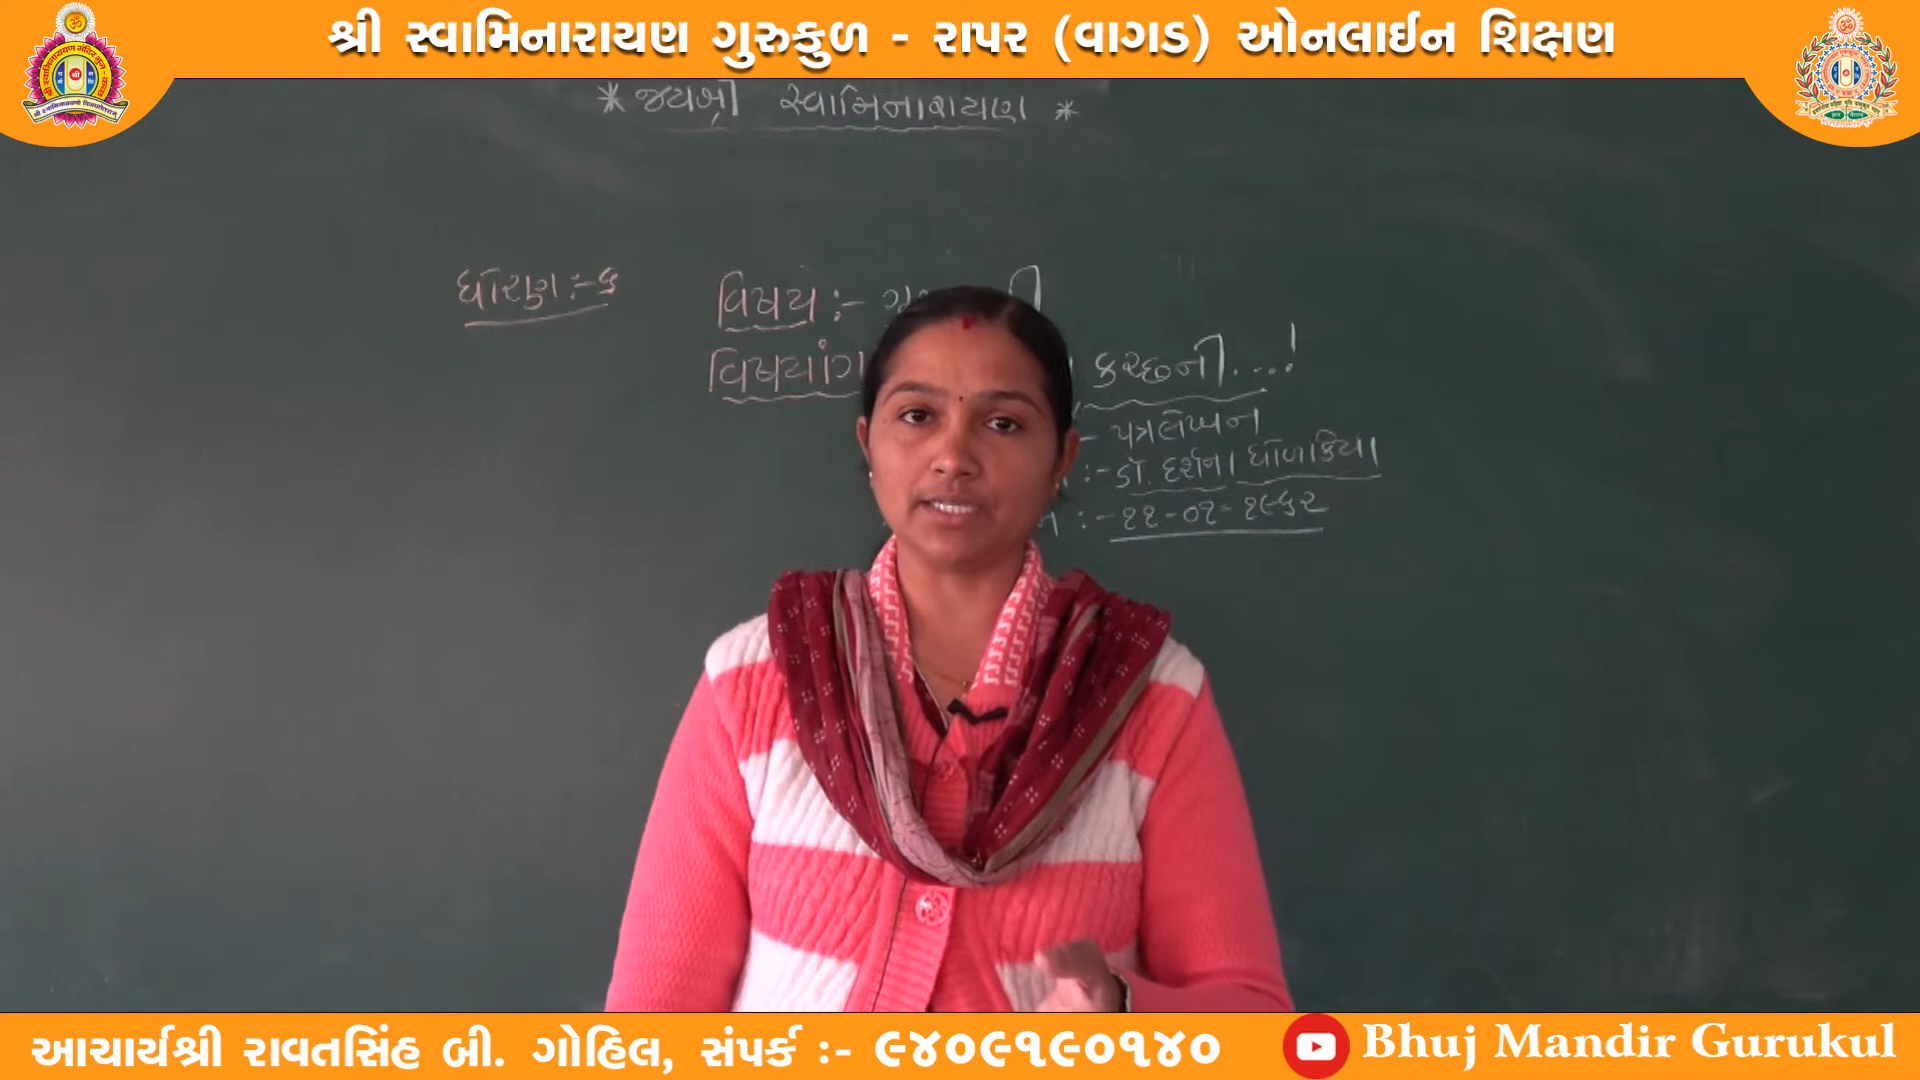 શ્રી સ્વામિનારાયણ ગુરુકુળ - રાપર (વાગડ) ઓનલાઈન શિક્ષણ
* જયશ્રી સ્વામિનારાયણ *
ધોરણ :- ૬
વિષય :-
વિષયાંગ કચ્છની....!
- પત્રલેખન
:- ડૉ. દર્શના ધોળકિયા
:- ૧૧-૦૧-૧૯૬૨
આચાર્યશ્રી રાવતસિંહ બી. ગોહિલ, સંપર્ક :- ૯૪૦૯૧૯૦૧૪૦
Bhuj Mandir Gurukul